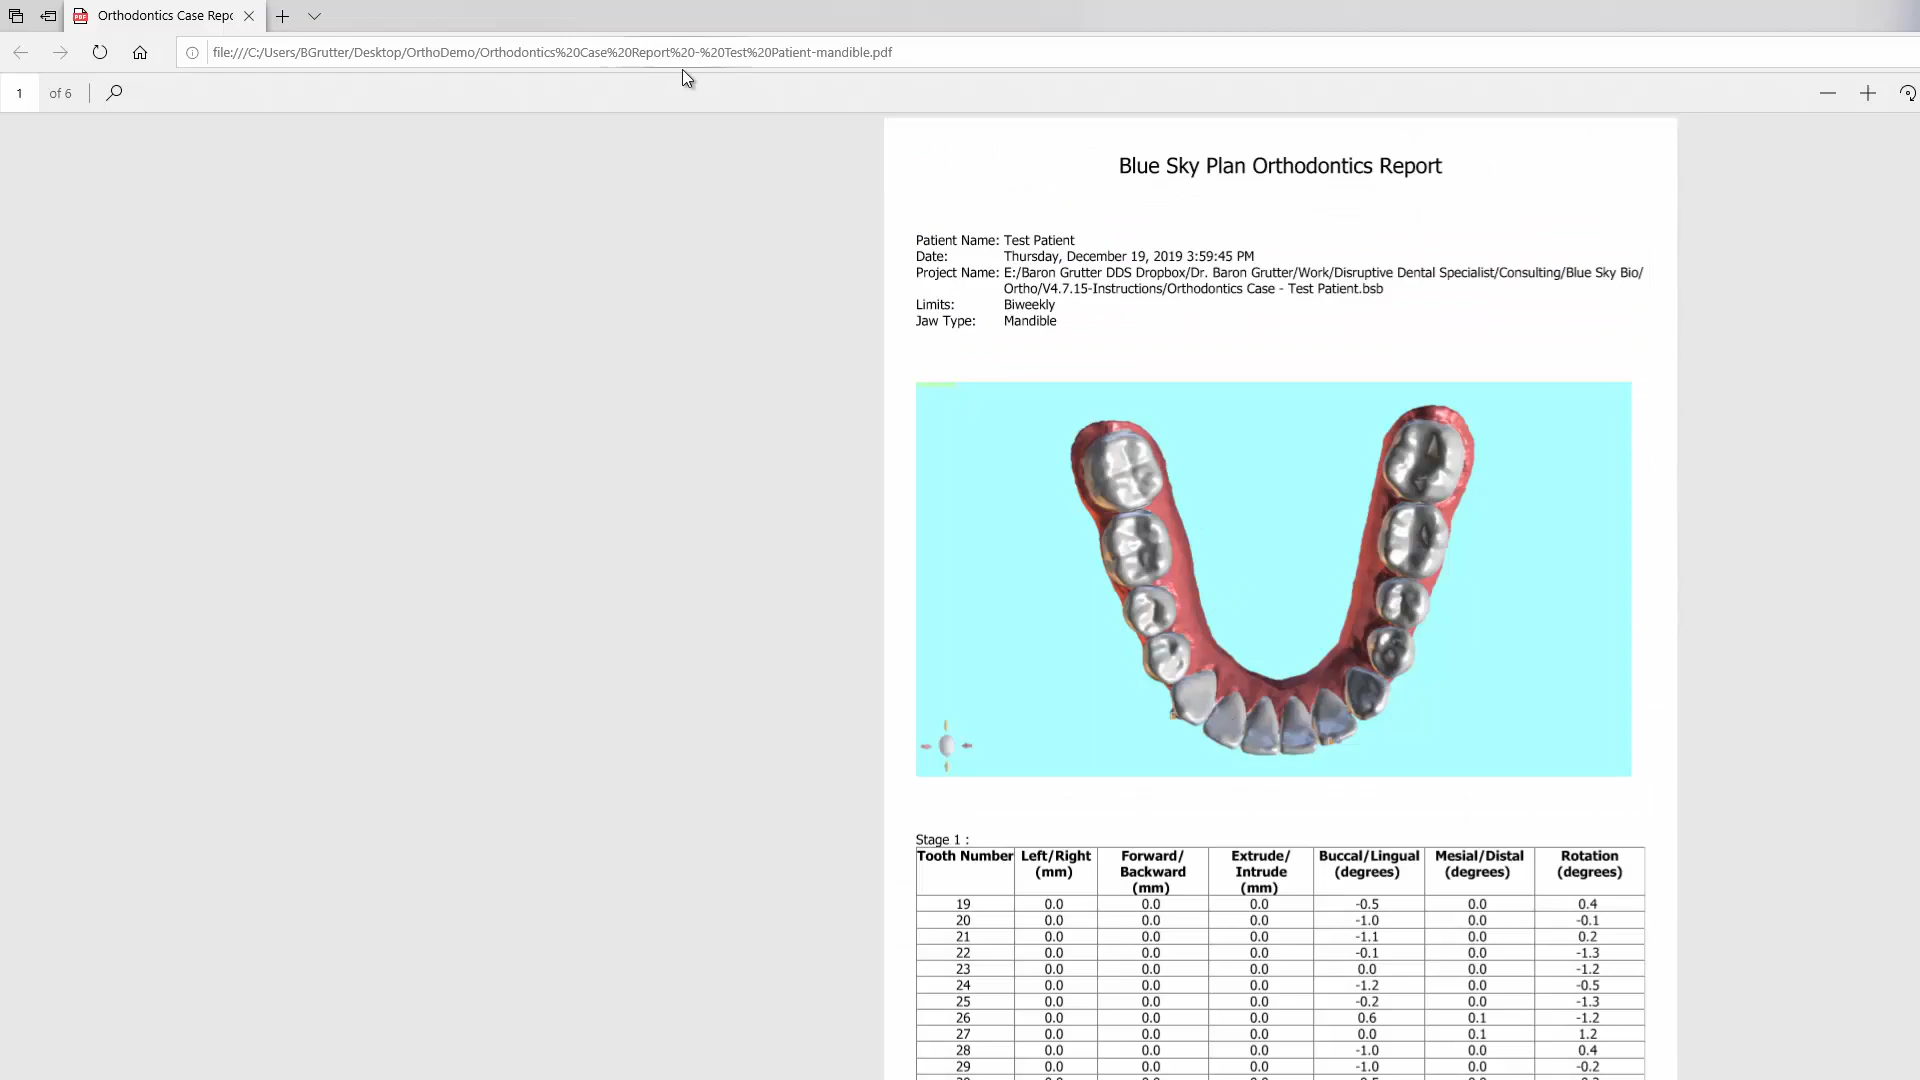 Orthodontics Case Repo
file:///C:/Users/BGrutter/Desktop/OrthoDemo/Orthodontics%20Case%20Report%20-%20Test%20Patient-mandible.pdf
1 of 6
Blue Sky Plan Orthodontics Report
Patient Name: Test Patient
Date: Thursday, December 19, 2019 3:59:45 PM
Project Name: E:/Baron Grutter DDS Dropbox/Dr. Baron Grutter/Work/Disruptive Dental Specialist/Consulting/Blue Sky Bio/
Ortho/V4.7.15-Instructions/Orthodontics Case - Test Patient.bsb
Limits: Biweekly
Jaw Type: Mandible
Stage 1 :
Tooth Number Left/Right (mm) Forward/ Backward (mm) Extrude/ Intrude (mm) Buccal/Lingual (degrees) Mesial/Distal (degrees) Rotation (degrees)
19 0.0 0.0 0.0 -0.5 0.0 0.4
20 0.0 0.0 0.0 -1.0 0.0 -0.1
21 0.0 0.0 0.0 -1.1 0.0 0.2
22 0.0 0.0 0.0 -0.1 0.0 -1.3
23 0.0 0.0 0.0 0.0 0.0 -1.2
24 0.0 0.0 0.0 -1.2 0.0 -0.5
25 0.0 0.0 0.0 -0.2 0.0 -1.3
26 0.0 0.0 0.0 0.6 0.1 -1.2
27 0.0 0.0 0.0 0.0 0.1 1.2
28 0.0 0.0 0.0 -1.0 0.0 0.4
29 0.0 0.0 0.0 -1.0 0.0 -0.2